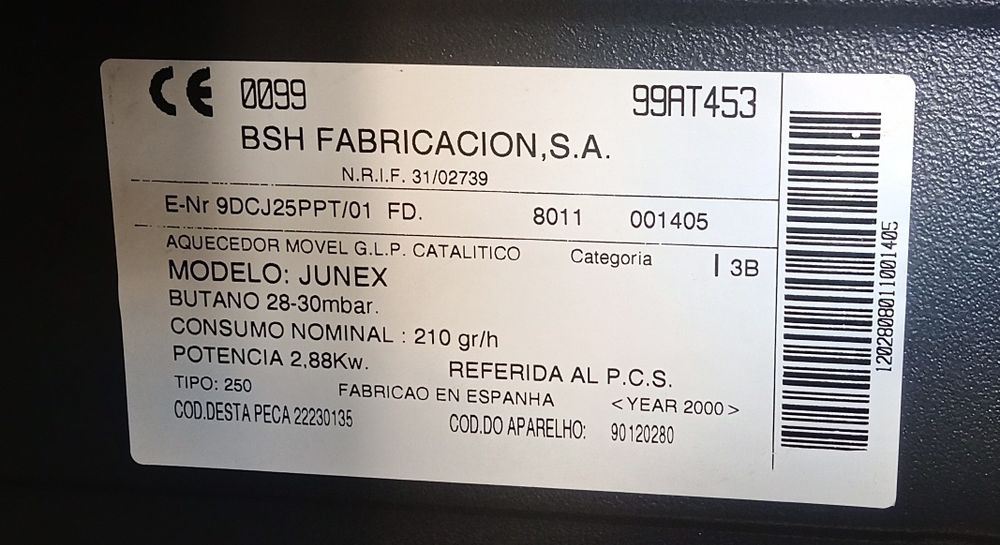 CE 0099 99AT453
BSH FABRICACION,S.A.
N.R.I.F. 31/02739
E-Nr 9DCJ25PPT/01 FD. 8011 001405
AQUECEDOR MOVEL G.L.P. CATALITICO Categoria I 3B
MODELO: JUNEX
BUTANO 28-30mbar.
CONSUMO NOMINAL : 210 gr/h
POTENCIA 2,88Kw. REFERIDA AL P.C.S.
TIPO: 250 FABRICAO EN ESPANHA <YEAR 2000>
COD.DESTA PECA 22230135 COD.DO APARELHO: 90120280
1202808011001405